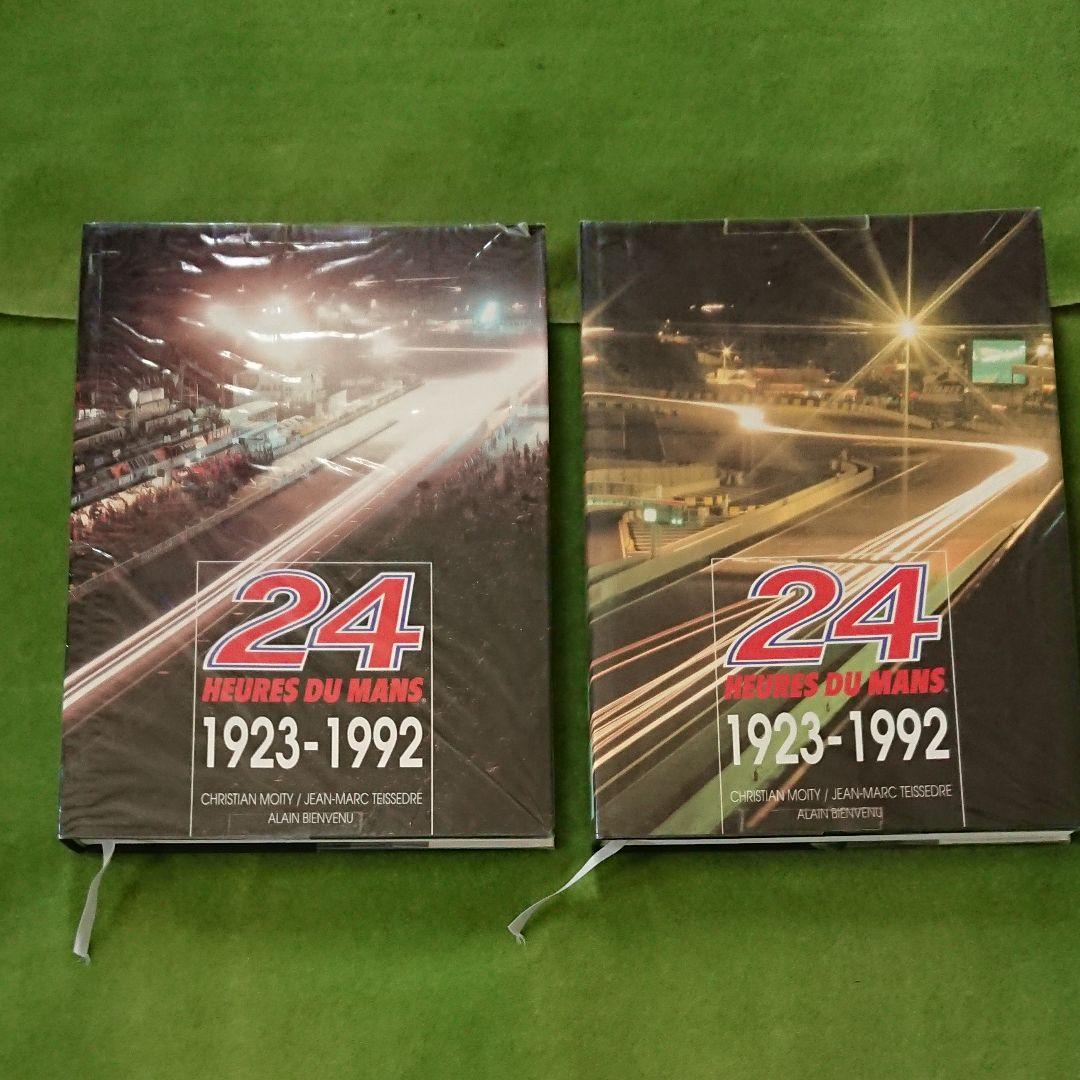 24
HEURES DU MANS®
1923-1992
CHRISTIAN MOITY / JEAN-MARC TEISSEDRE
ALAIN BIENVENU
24
HEURES DU MANS®
1923-1992
CHRISTIAN MOITY / JEAN-MARC TEISSEDRE
ALAIN BIENVENU